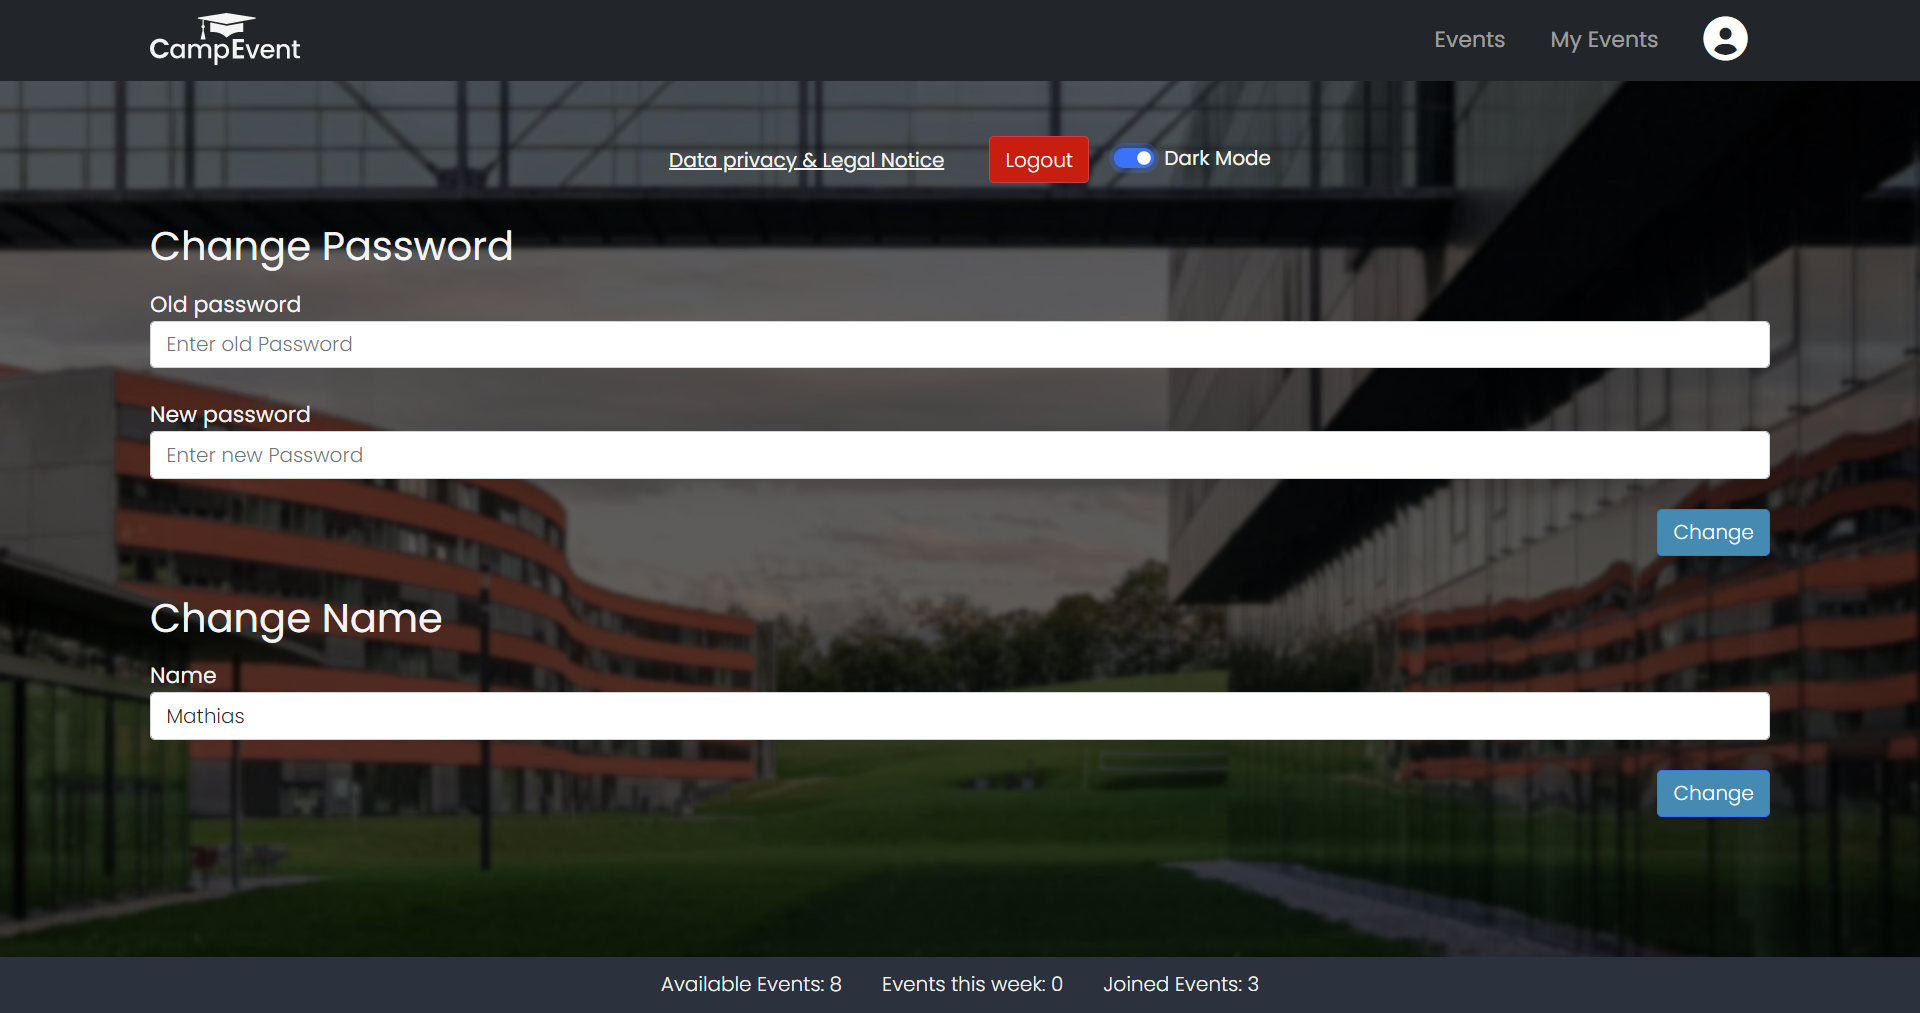 CampEvent
Events
My Events
Data privacy & Legal Notice
Logout
Dark Mode
Change Password
Old password
Enter old Password
New password
Enter new Password
Change
Change Name
Name
Mathias
Change
Available Events: 8
Events this week: 0
Joined Events: 3